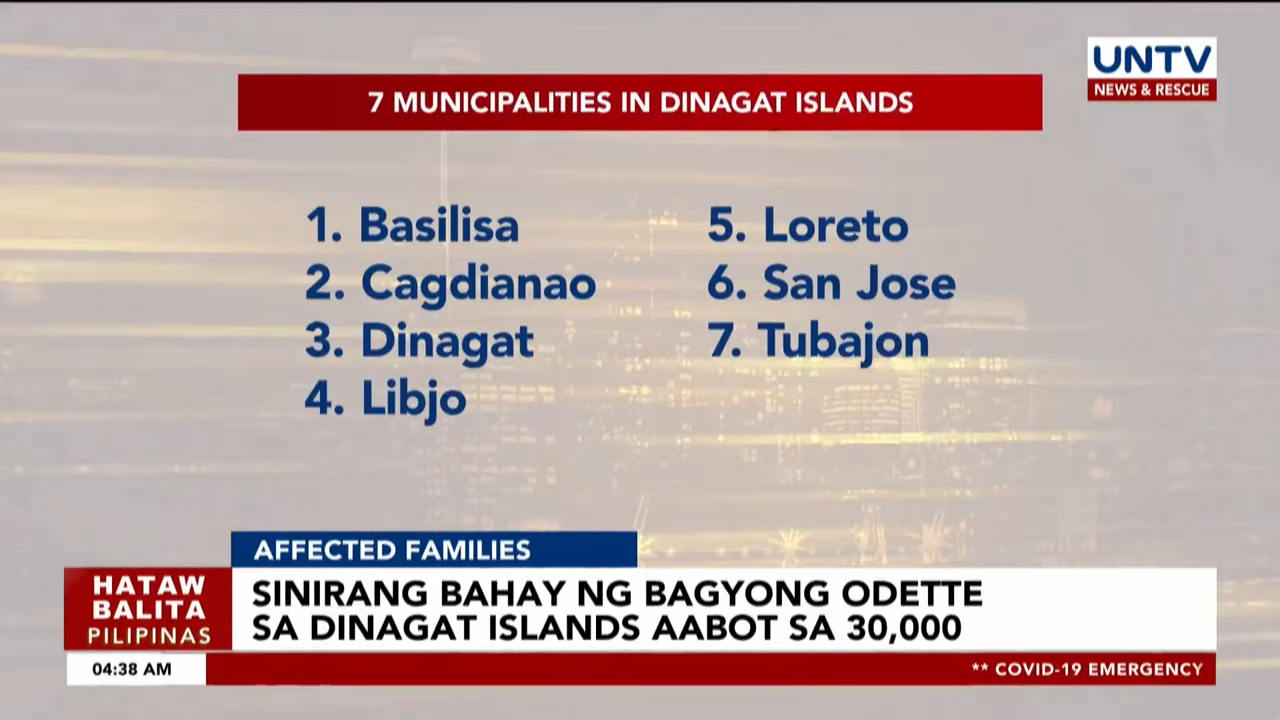 UNTV
NEWS & RESCUE
7 MUNICIPALITIES IN DINAGAT ISLANDS
1. Basilisa
2. Cagdianao
3. Dinagat
4. Libjo
5. Loreto
6. San Jose
7. Tubajon
AFFECTED FAMILIES
HATAW
BALITA
PILIPINAS
SINIRANG BAHAY NG BAGYONG ODETTE
SA DINAGAT ISLANDS AABOT SA 30,000
04:38 AM
** COVID-19 EMERGENCY